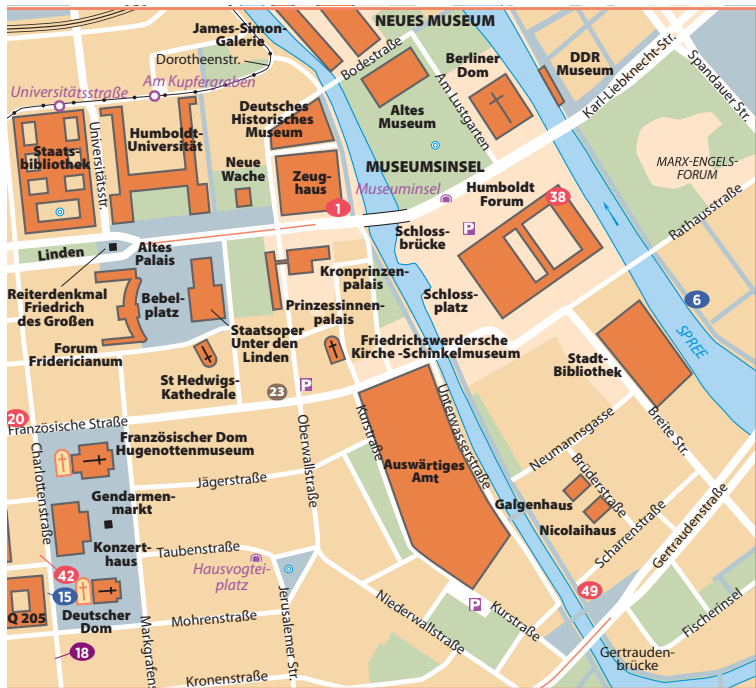 NEUES MUSEUM
James-Simon-
Galerie
Dorotheenstr.
Bodestraße
Berliner
Dom
DDR
Museum
Karl-Liebknecht-Str.
Spandauer Str.
Universitätsstraße
Am Kupfergraben
Am Lustgarten
Deutsches
Historisches
Museum
Altes
Museum
Staats-
bibliothek
Universitätsstr.
Humboldt-
Universität
Neue
Wache
Zeug-
haus
MUSEUMSINSEL
Museuminsel
MARX-ENGELS-
FORUM
Humboldt
Forum
38
1
P
Rathausstraße
Schloss-
brücke
Linden
Altes
Palais
Kronprinzen-
palais
Reiterdenkmal
Friedrich
des Großen
Bebel-
platz
Prinzessinnen-
palais
Schloss-
platz
6
SPREE
Staatsoper
Unter den
Linden
Friedrichswerdersche
Kirche -Schinkelmuseum
Forum
Fridericianum
Stadt-
Bibliothek
St Hedwigs-
Kathedrale
23
P
20
Französische Straße
Charlottenstraße
Französischer Dom
Hugenottenmuseum
Oberwallstraße
Kurstraße
Unterwasserstraße
Neumannsgasse
Breite Str.
Auswärtiges
Amt
Jägerstraße
Gendarmen-
markt
Brüderstraße
Galgenhaus
Nicolaihaus
Scharrenstraße
Gertraudenstraße
Konzert-
haus
Taubenstraße
Hausvogtei-
platz
42
15
Q 205
Deutscher
Dom
49
P
Kurstraße
Niederwallstraße
Jerusalemer Str.
Mohrenstraße
Markgrafens
Fischerinsel
18
Kronenstraße
Gertrauden-
brücke